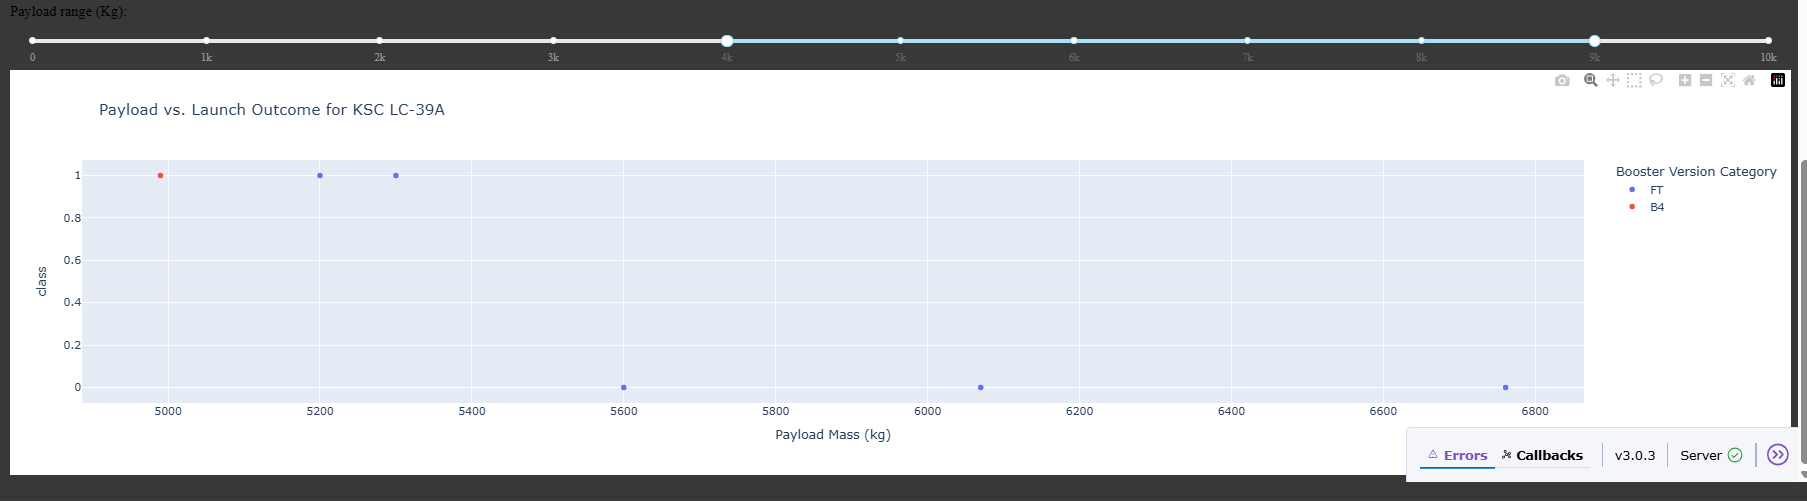 Payload range (Kg):
0 1k 2k 3k 4k 5k 6k 7k 8k 9k 10k
Payload vs. Launch Outcome for KSC LC-39A
Booster Version Category
FT
B4
class
1
0.8
0.6
0.4
0.2
0
5000 5200 5400 5600 5800 6000 6200 6400 6600 6800
Payload Mass (kg)
Errors Callbacks v3.0.3 Server